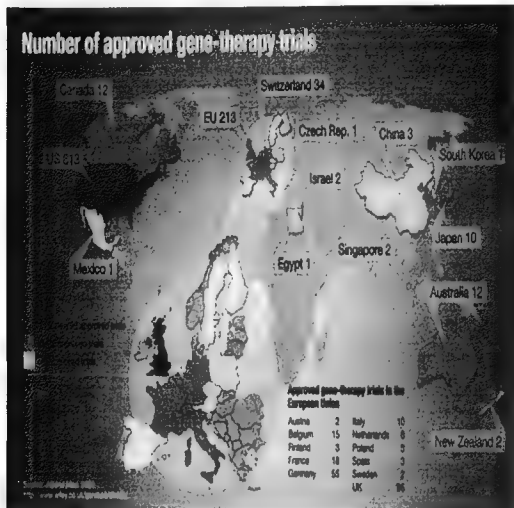 Number of approved gene-therapy trials
Canada 12
Switzerland 34
EU 213
Czech Rep. 1
China 3
South Korea 1
US 613
Israel 2
Japan 10
Mexico 1
Egypt 1
Singapore 2
Australia 12
New Zealand 2
Approved gene-therapy trials in the
European Union
Austria 2 Italy 10
Belgium 15 Netherlands 6
Finland 3 Poland
France 18 Spain 3
Germany 55 Sweden 2
UK 96